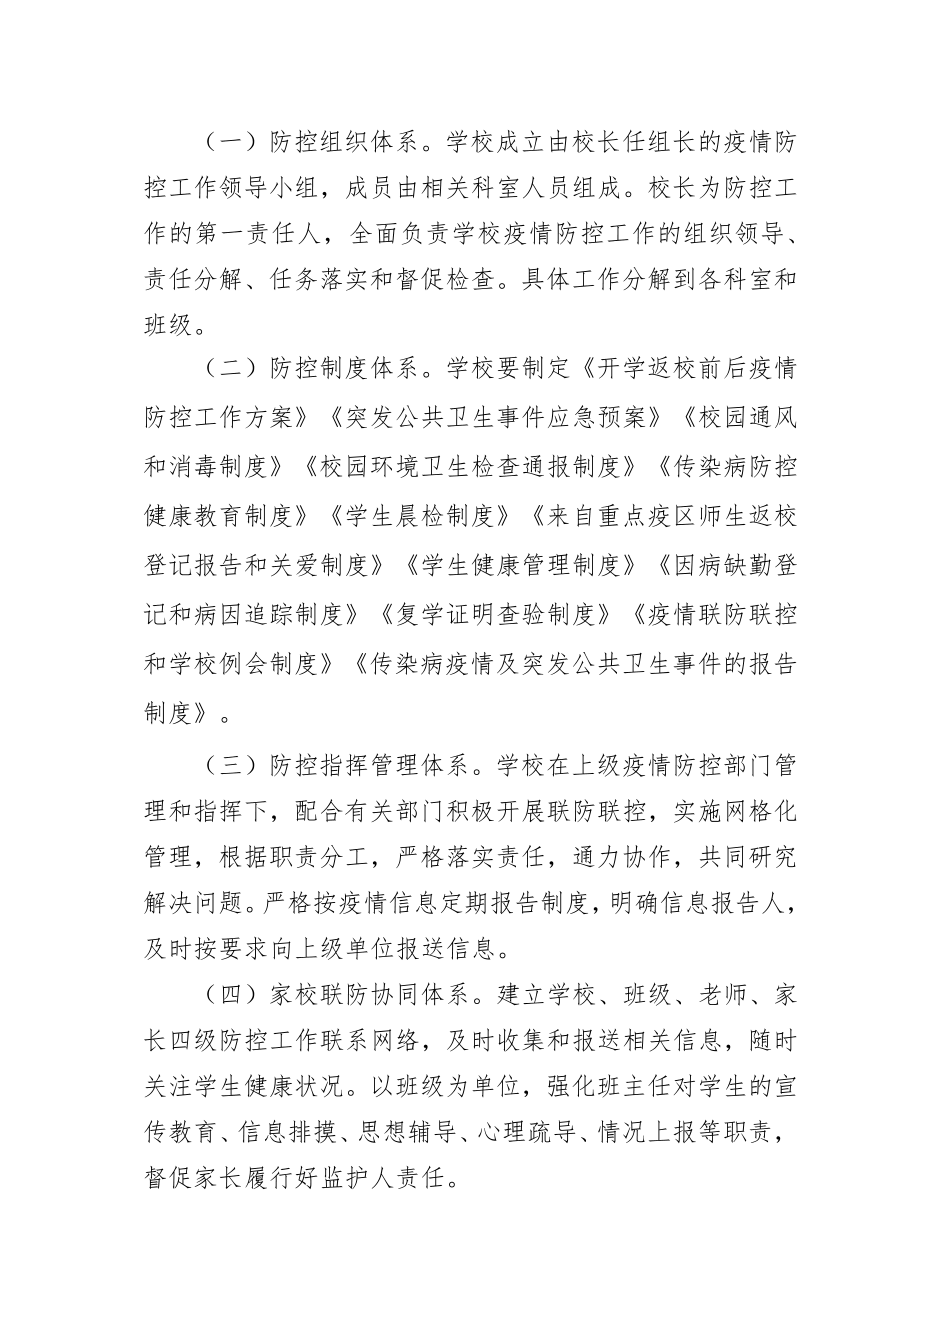 （一）防控组织体系。学校成立由校长任组长的疫情防
控工作领导小组，成员由相关科室人员组成。校长为防控工
作的第一责任人，全面负责学校疫情防控工作的组织领导、
责任分解、任务落实和督促检查。具体工作分解到各科室和
班级。
（二）防控制度体系。学校要制定《开学返校前后疫情
防控工作方案》《突发公共卫生事件应急预案》《校园通风
和消毒制度》《校园环境卫生检查通报制度》《传染病防控
健康教育制度》《学生晨检制度》《来自重点疫区师生返校
登记报告和关爱制度》《学生健康管理制度》《因病缺勤登
记和病因追踪制度》《复学证明查验制度》《疫情联防联控
和学校例会制度》《传染病疫情及突发公共卫生事件的报告
制度》。
（三）防控指挥管理体系。学校在上级疫情防控部门管
理和指挥下，配合有关部门积极开展联防联控，实施网格化
管理，根据职责分工，严格落实责任，通力协作，共同研究
解决问题。严格按疫情信息定期报告制度，明确信息报告人，
及时按要求向上级单位报送信息。
（四）家校联防协同体系。建立学校、班级、老师、家
长四级防控工作联系网络，及时收集和报送相关信息，随时
关注学生健康状况。以班级为单位，强化班主任对学生的宣
传教育、信息排摸、思想辅导、心理疏导、情况上报等职责，
督促家长履行好监护人责任。